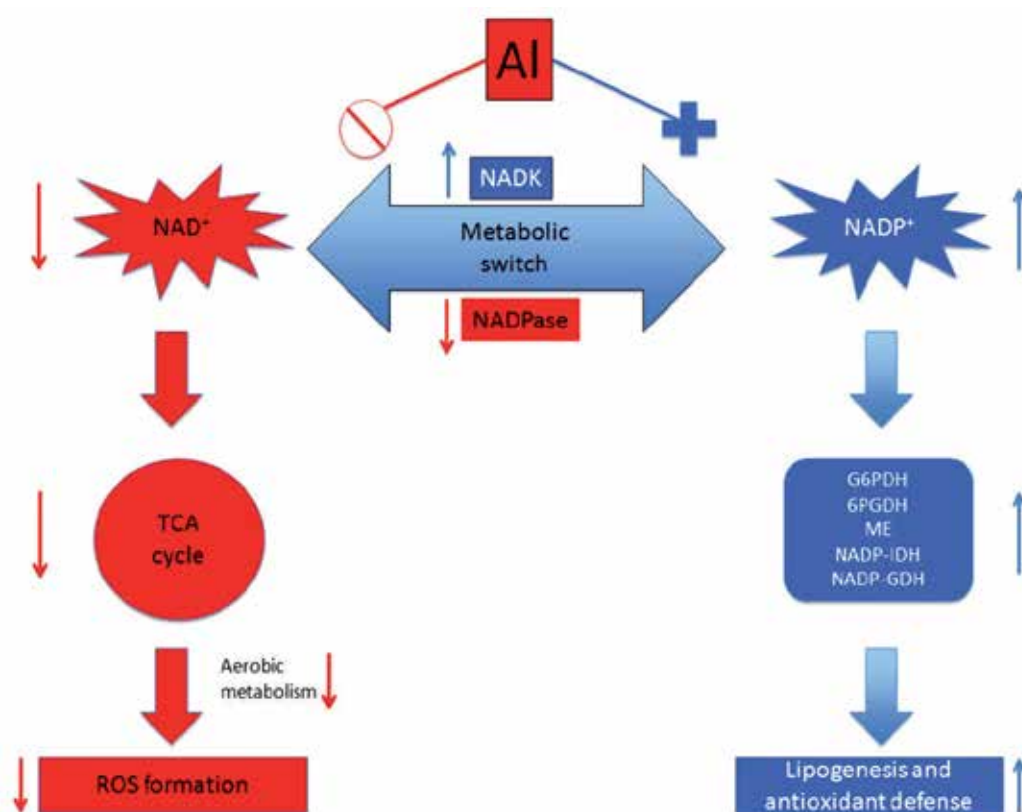 Al
NADK
NAD⁺
Metabolic
switch
NADP⁺
NADPase
TCA
cycle
G6PDH
6PGDH
ME
NADP-IDH
NADP-GDH
Aerobic
metabolism
ROS formation
Lipogenesis and
antioxidant defense